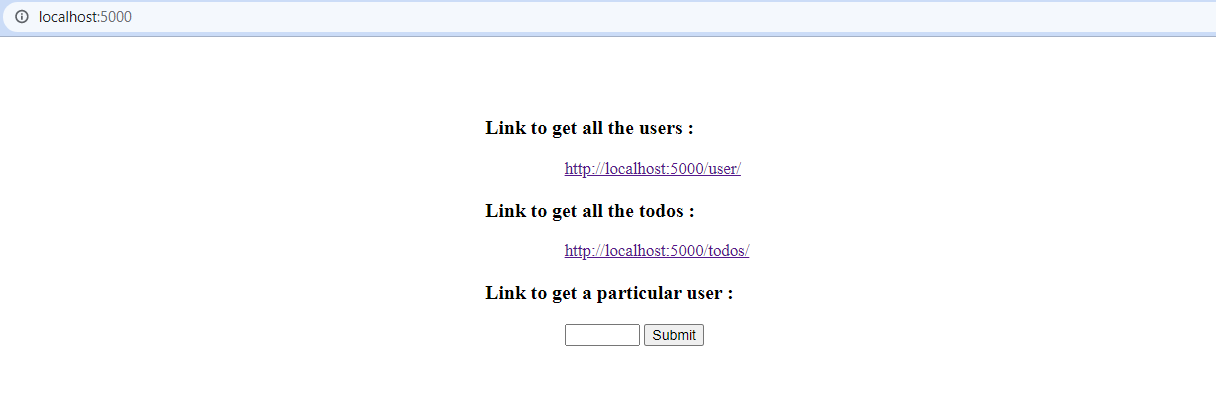 localhost:5000
Link to get all the users :
http://localhost:5000/user/
Link to get all the todos :
http://localhost:5000/todos/
Link to get a particular user :
Submit